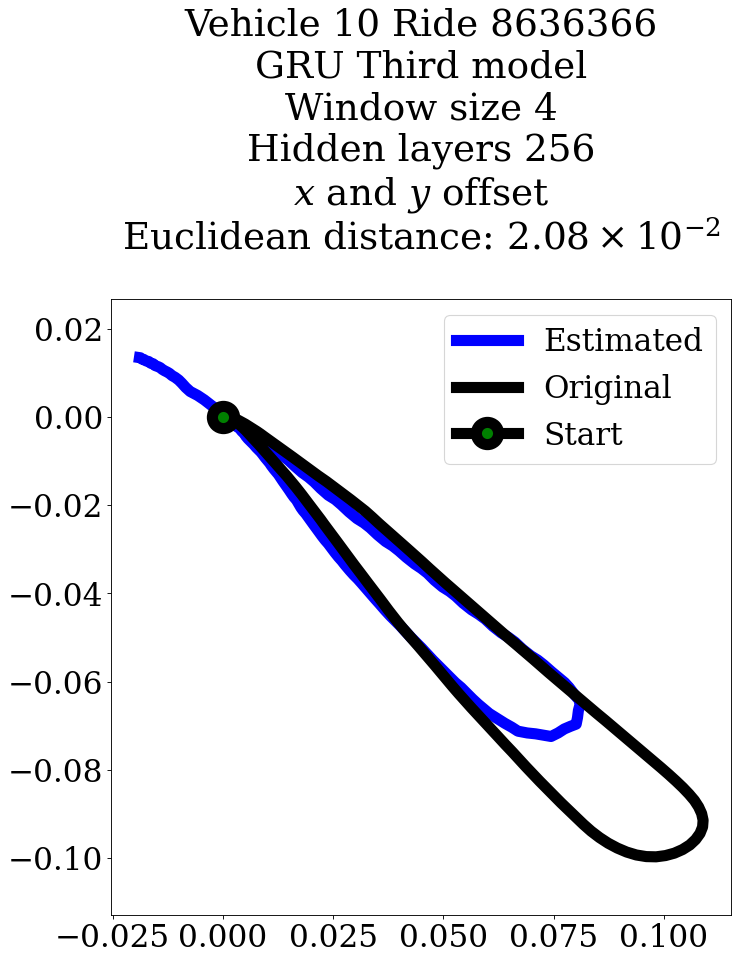 Vehicle 10 Ride 8636366
GRU Third model
Window size 4
Hidden layers 256
x and y offset
Euclidean distance: 2.08 × 10⁻²
Estimated
Original
Start
0.02
0.00
−0.02
−0.04
−0.06
−0.08
−0.10
−0.025 0.000 0.025 0.050 0.075 0.100